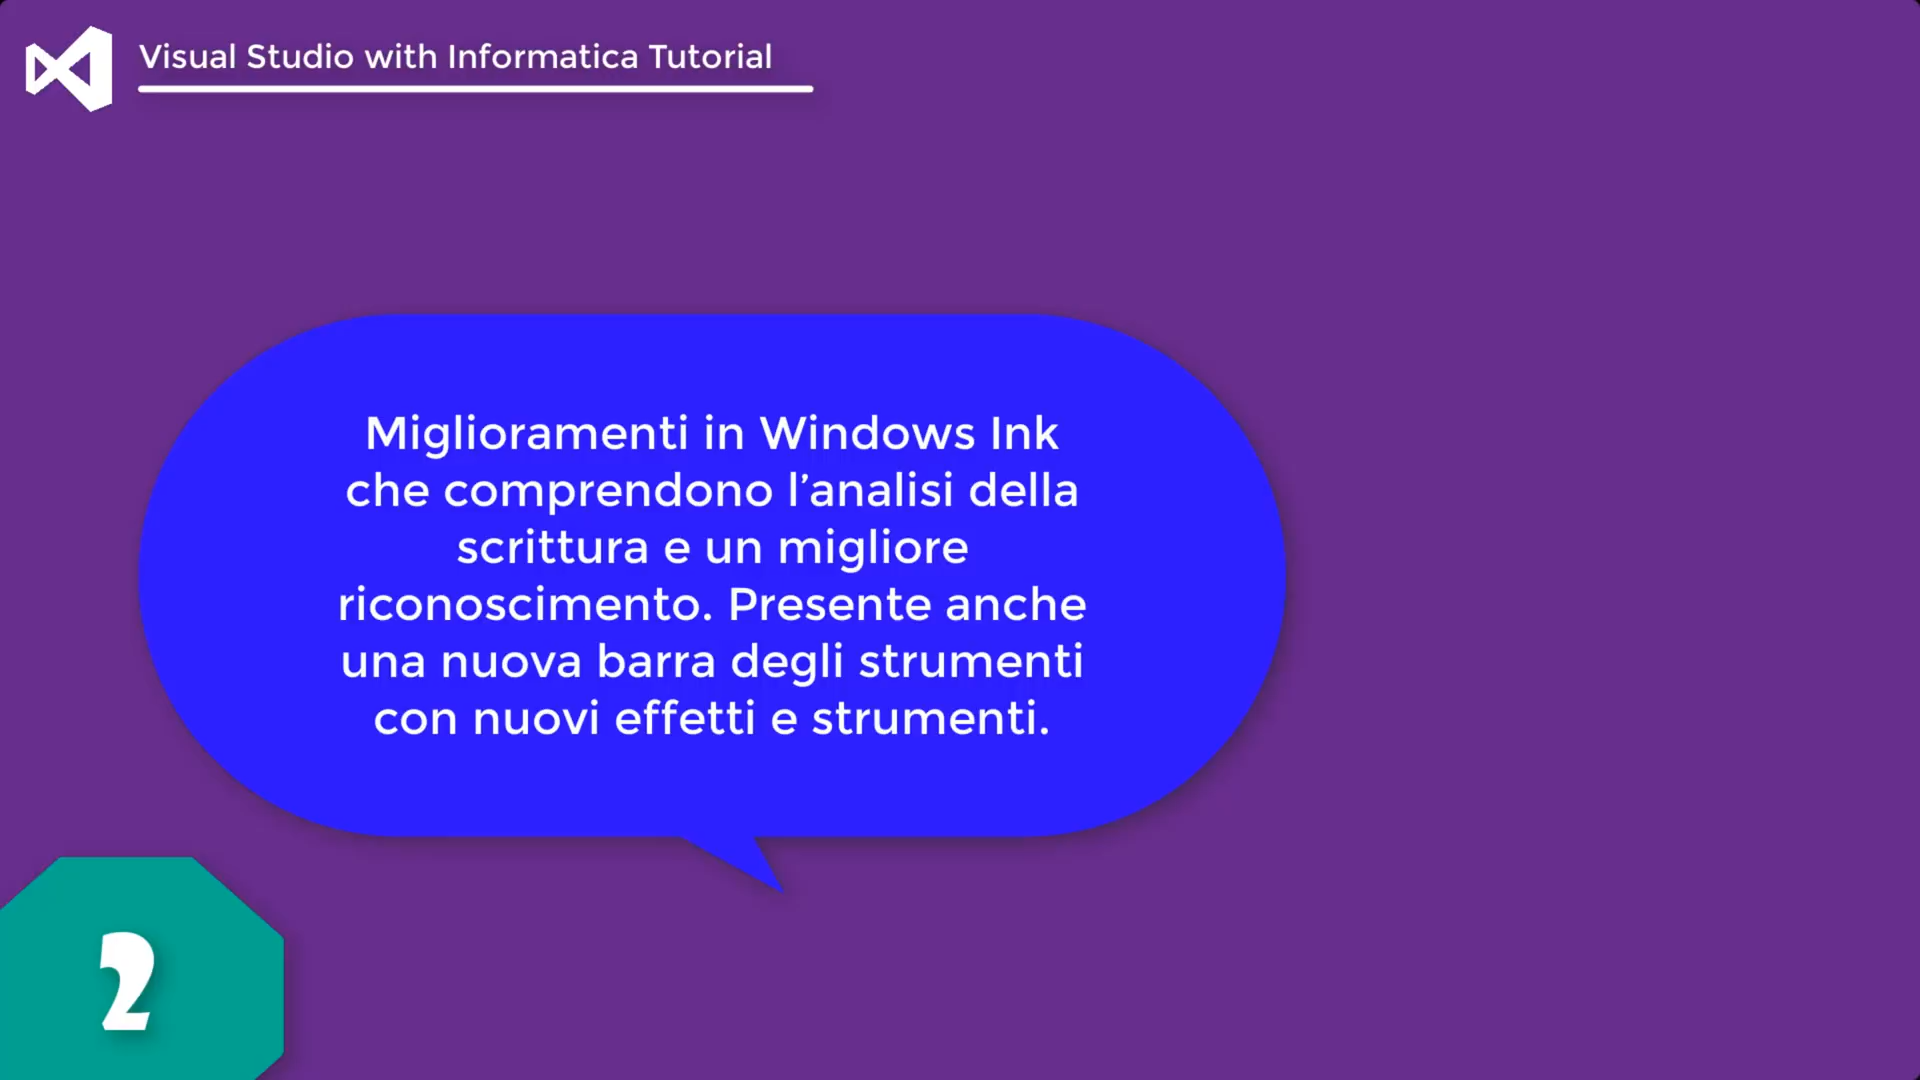 Visual Studio with Informatica Tutorial
Miglioramenti in Windows Ink
che comprendono l’analisi della
scrittura e un migliore
riconoscimento. Presente anche
una nuova barra degli strumenti
con nuovi effetti e strumenti.
2